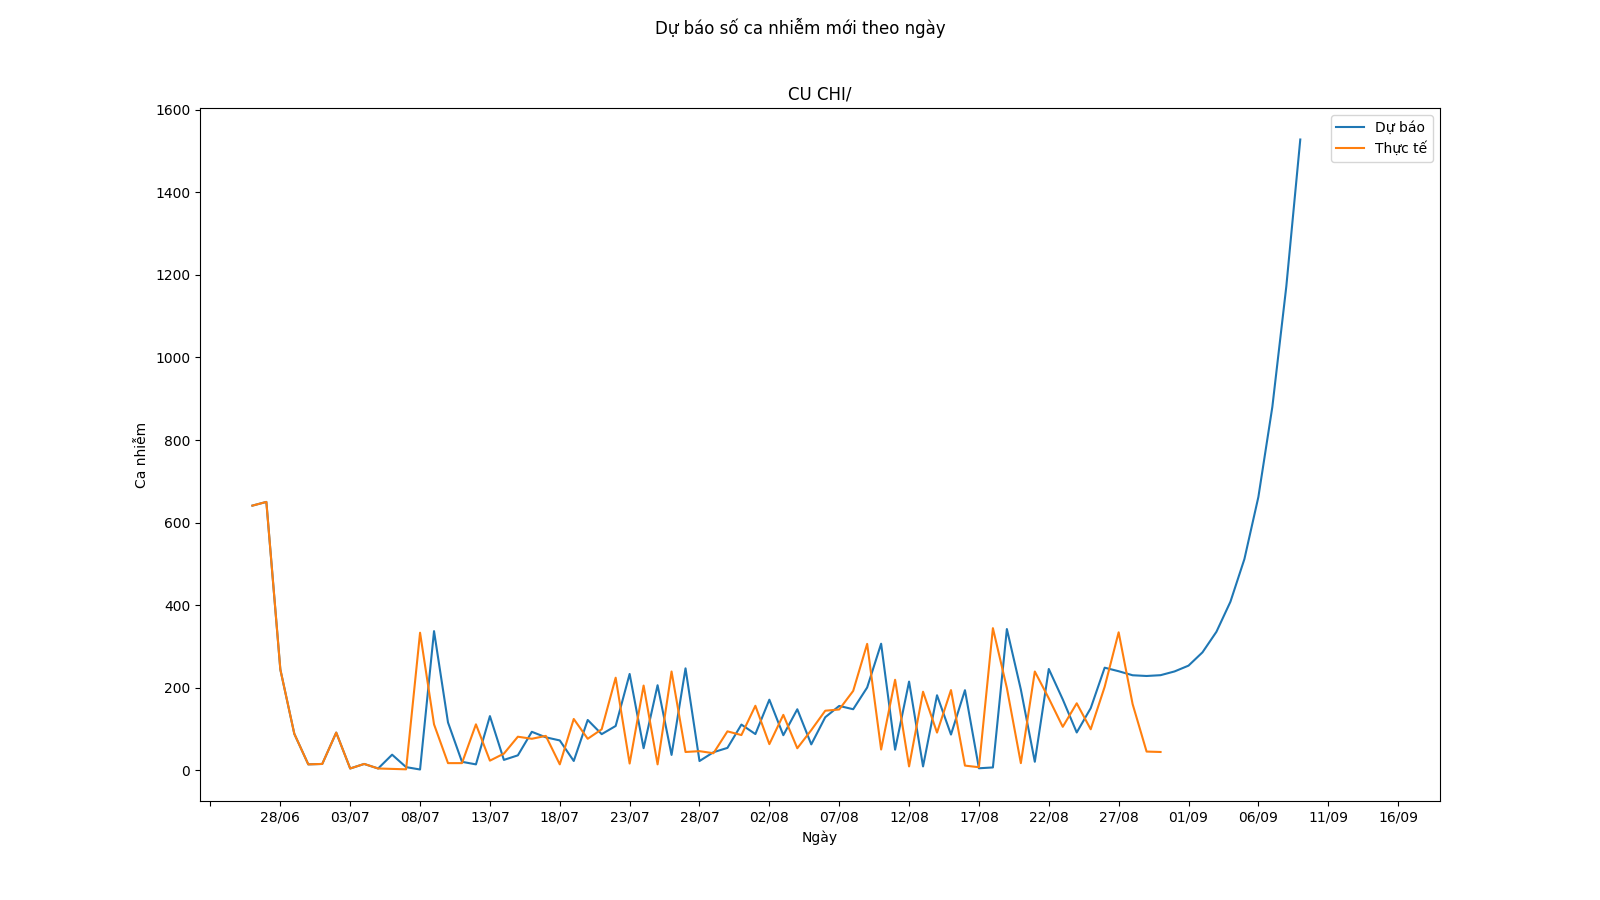 Dự báo số ca nhiễm mới theo ngày
CU CHI/
Dự báo
Thực tế
Ca nhiễm
1600
1400
1200
1000
800
600
400
200
0
28/06 03/07 08/07 13/07 18/07 23/07 28/07 02/08 07/08 12/08 17/08 22/08 27/08 01/09 06/09 11/09 16/09
Ngày